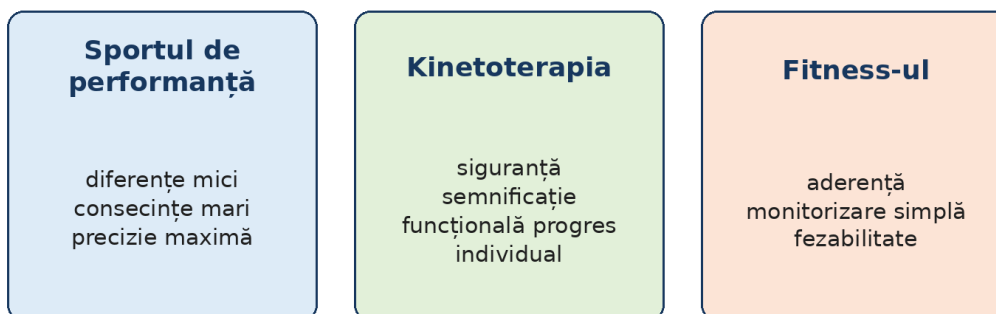 Sportul de
performanță
diferențe mici
consecințe mari
precizie maximă
Kinetoterapia
siguranță
semnificație
funcțională progres
individual
Fitness-ul
aderență
monitorizare simplă
fezabilitate